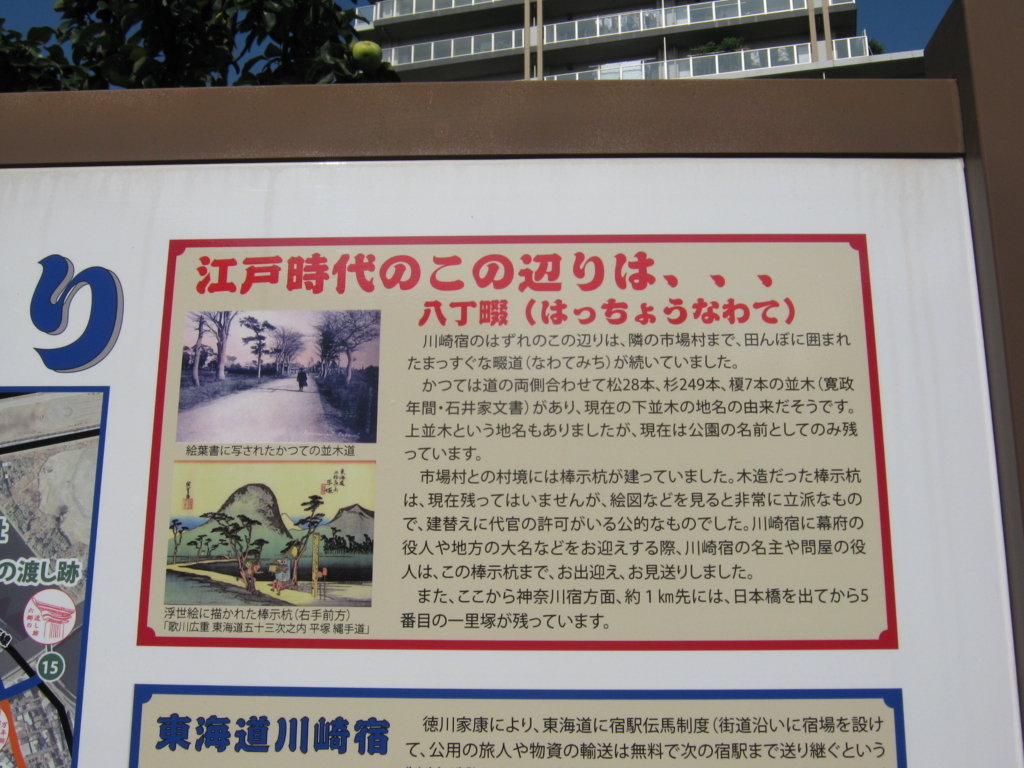 り
江戸時代のこの辺りは、、、
八丁畷（はっちょうなわて）
川崎宿のはずれのこの辺りは、隣の市場村まで、田んぼに囲まれ
たまっすぐな畷道（なわてみち）が続いていました。
かつては道の両側合わせて松28本、杉249本、榎7本の並木（寛政
年間・石井家文書）があり、現在の下並木の地名の由来だそうです。
上並木という地名もありましたが、現在は公園の名前としてのみ残
っています。
市場村との村境には棒示杭が建っていました。木造だった棒示杭
は、現在残ってはいませんが、絵図などを見ると非常に立派なもの
で、建替えに代官の許可がいる公的なものでした。川崎宿に幕府の
役人や地方の大名などをお迎えする際、川崎宿の名主や問屋の役
人は、この棒示杭まで、お出迎え、お見送りしました。
また、ここから神奈川宿方面、約1km先には、日本橋を出てから5
番目の一里塚が残っています。
絵葉書に写されたかつての並木道
浮世絵に描かれた棒示杭（右手前方）
「歌川広重 東海道五十三次之内 平塚 縄手道」
の渡し跡
15
東海道川崎宿
徳川家康により、東海道に宿駅伝馬制度（街道沿いに宿場を設け
て、公用の旅人や物資の輸送は無料で次の宿駅まで送り継ぐという